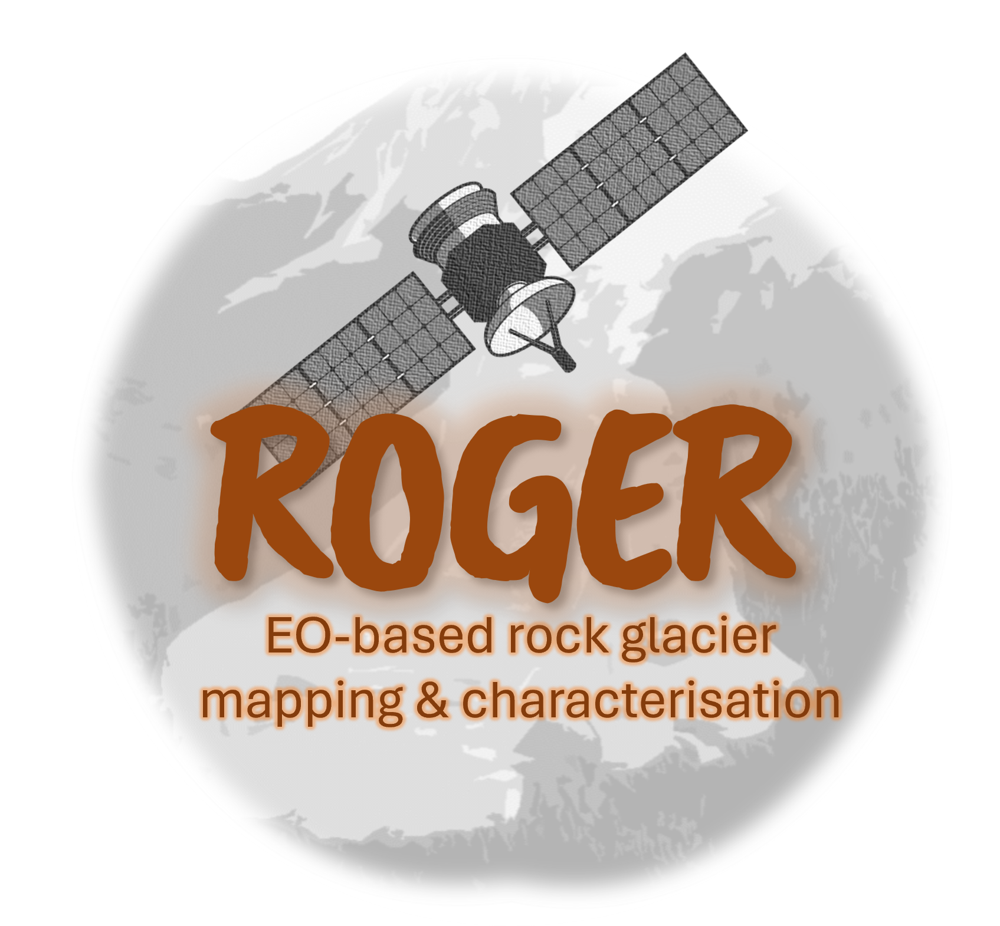 ROGER
EO-based rock glacier
mapping & characterisation